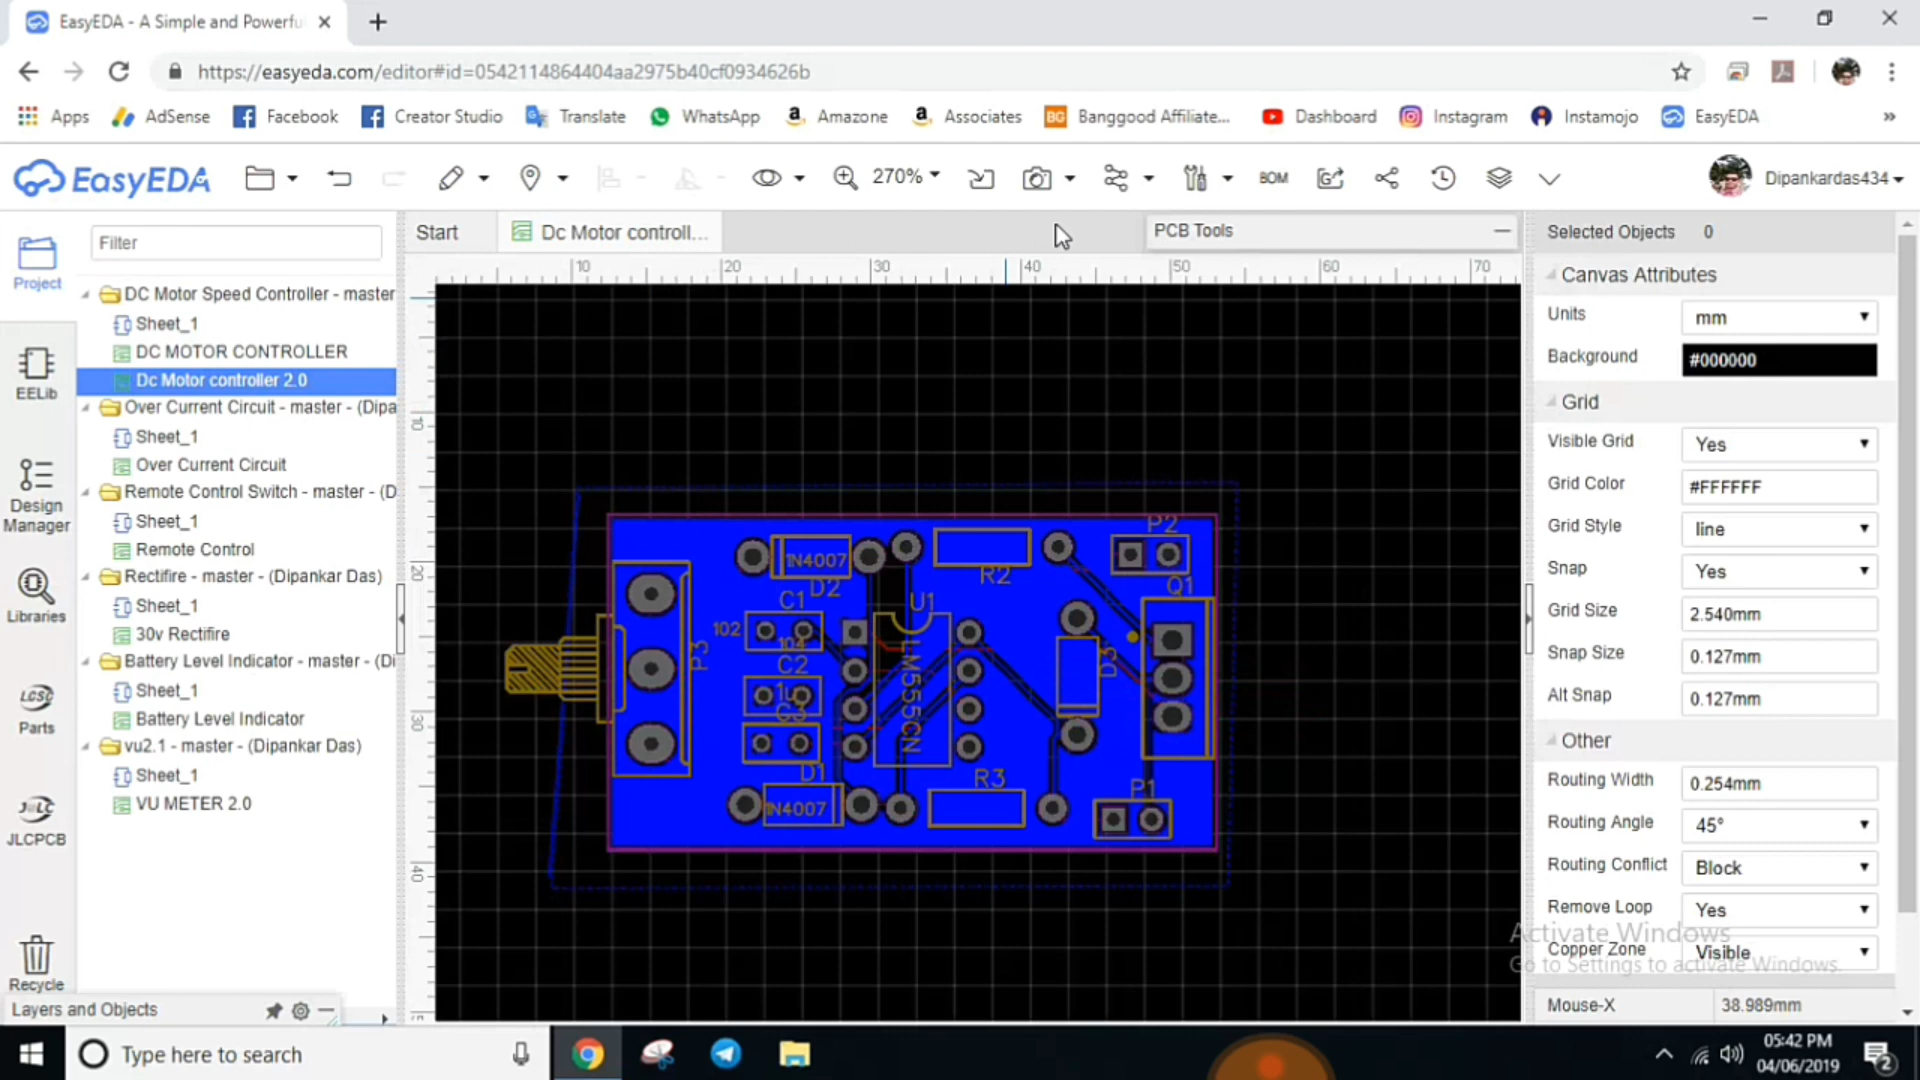 EasyEDA - A Simple and Powerfu
https://easyeda.com/editor#id=0542114864404aa2975b40cf0934626b
Apps AdSense Facebook Creator Studio Translate WhatsApp Amazone Associates Banggood Affiliate... Dashboard Instagram Instamojo EasyEDA »
EasyEDA 270% BOM Dipankardas434
Start Dc Motor controll... PCB Tools
10 20 30 40 50 60 70
10
20
30
40
Project
EELib
Design
Manager
Libraries
LCSC
Parts
JLC
JLCPCB
Recycle
Filter
DC Motor Speed Controller - master
Sheet_1
DC MOTOR CONTROLLER
Dc Motor controller 2.0
Over Current Circuit - master - (Dipa
Sheet_1
Over Current Circuit
Remote Control Switch - master - (D
Sheet_1
Remote Control
Rectifire - master - (Dipankar Das)
Sheet_1
30v Rectifire
Battery Level Indicator - master - (Di
Sheet_1
Battery Level Indicator
vu2.1 - master - (Dipankar Das)
Sheet_1
VU METER 2.0
Layers and Objects
P2
1N4007
R2
D2
Q1
C1
U1
102
104
P3
C2
LM555CN
D3
1u
C3
D1
R3
1N4007
P1
Selected Objects 0
Canvas Attributes
Units mm
Background #000000
Grid
Visible Grid Yes
Grid Color #FFFFFF
Grid Style line
Snap Yes
Grid Size 2.540mm
Snap Size 0.127mm
Alt Snap 0.127mm
Other
Routing Width 0.254mm
Routing Angle 45°
Routing Conflict Block
Remove Loop Yes
Activate Windows
Copper Zone Visible
Go to Settings to activate Windows.
Mouse-X 38.989mm
Type here to search
05:42 PM
04/06/2019
2